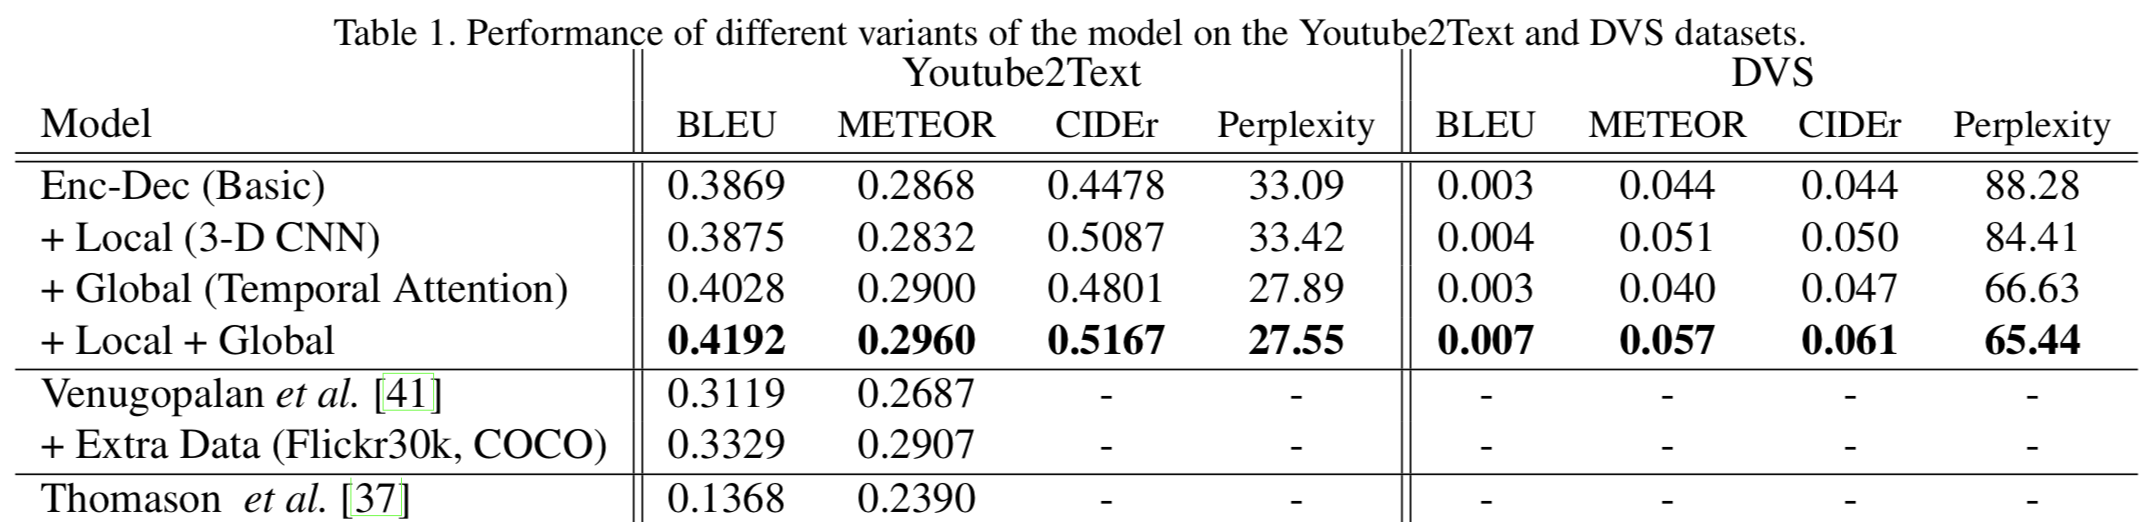 Table 1. Performance of different variants of the model on the Youtube2Text and DVS datasets.
Youtube2Text DVS
Model BLEU METEOR CIDEr Perplexity BLEU METEOR CIDEr Perplexity
Enc-Dec (Basic) 0.3869 0.2868 0.4478 33.09 0.003 0.044 0.044 88.28
+ Local (3-D CNN) 0.3875 0.2832 0.5087 33.42 0.004 0.051 0.050 84.41
+ Global (Temporal Attention) 0.4028 0.2900 0.4801 27.89 0.003 0.040 0.047 66.63
+ Local + Global 0.4192 0.2960 0.5167 27.55 0.007 0.057 0.061 65.44
Venugopalan et al. [41] 0.3119 0.2687 - - - - - -
+ Extra Data (Flickr30k, COCO) 0.3329 0.2907 - - - - - -
Thomason et al. [37] 0.1368 0.2390 - - - - - -